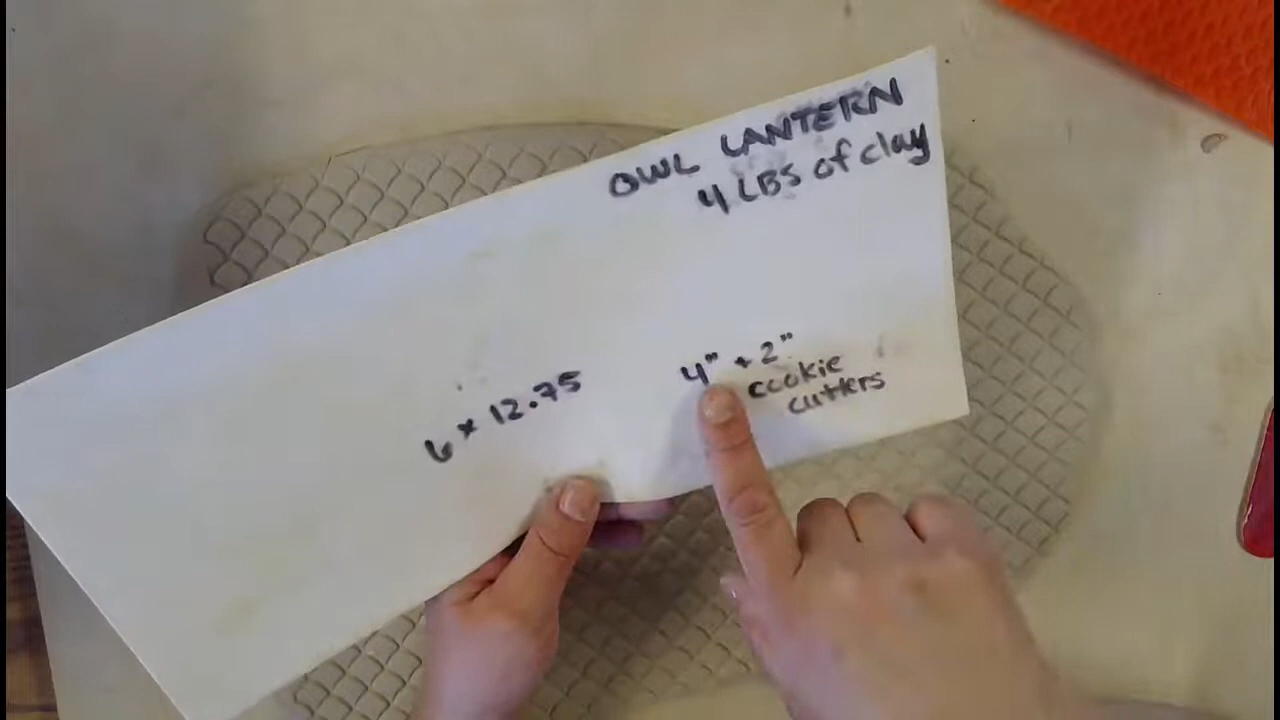 OWL LANTERN
4 LBS of clay
6 x 12.75
4" + 2"
cookie
cutters